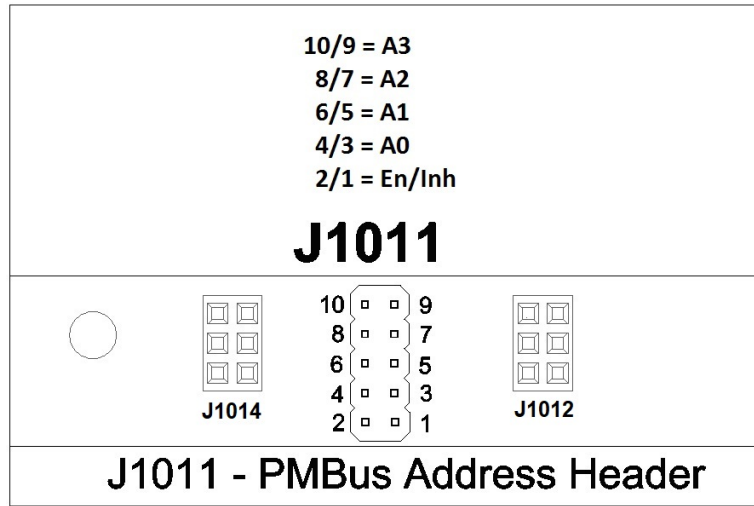 10/9 = A3
8/7 = A2
6/5 = A1
4/3 = A0
2/1 = En/Inh
J1011
10 9
8 7
6 5
4 3
2 1
J1014
J1012
J1011 - PMBus Address Header